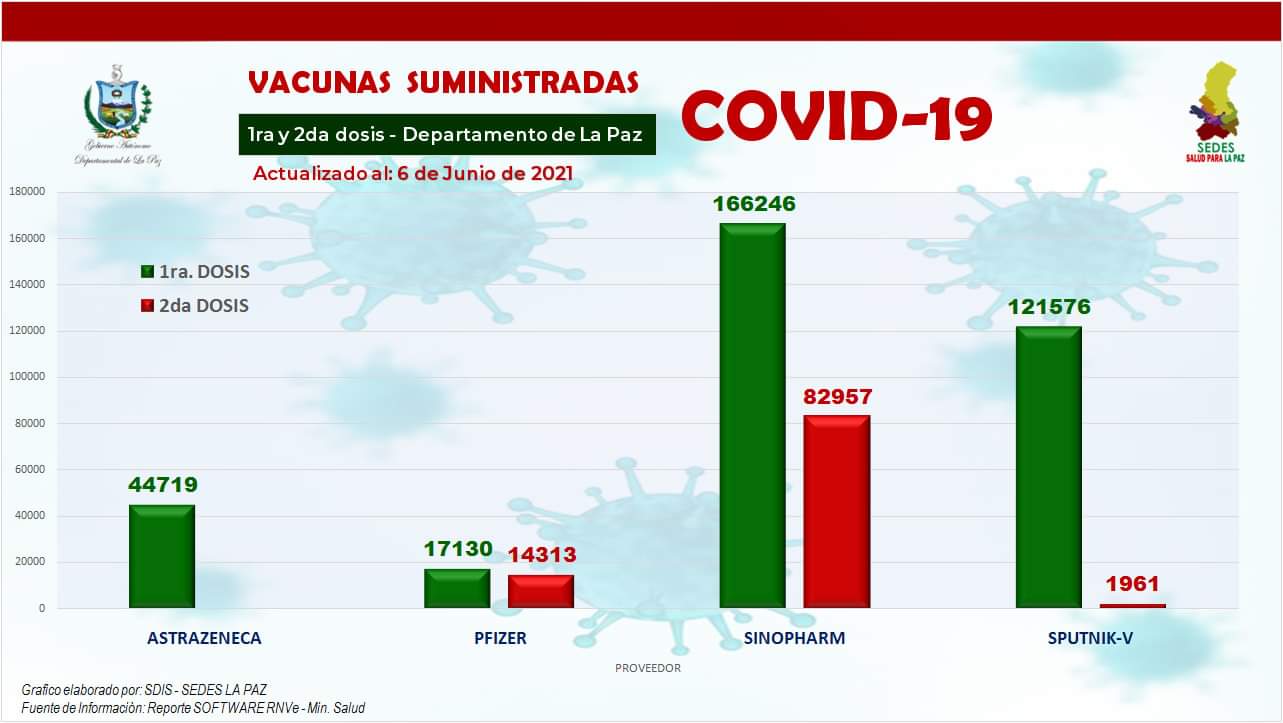 VACUNAS SUMINISTRADAS
COVID-19
1ra y 2da dosis - Departamento de La Paz
Actualizado al: 6 de Junio de 2021
Gobierno Autónomo
Departamental de La Paz
SEDES
SALUD PARA LA PAZ
180000
160000
140000
120000
100000
80000
60000
40000
20000
0
1ra. DOSIS
2da DOSIS
44719
17130
14313
166246
82957
121576
1961
ASTRAZENECA
PFIZER
SINOPHARM
SPUTNIK-V
PROVEEDOR
Grafico elaborado por: SDIS - SEDES LA PAZ
Fuente de Informaciòn: Reporte SOFTWARE RNVe - Min. Salud